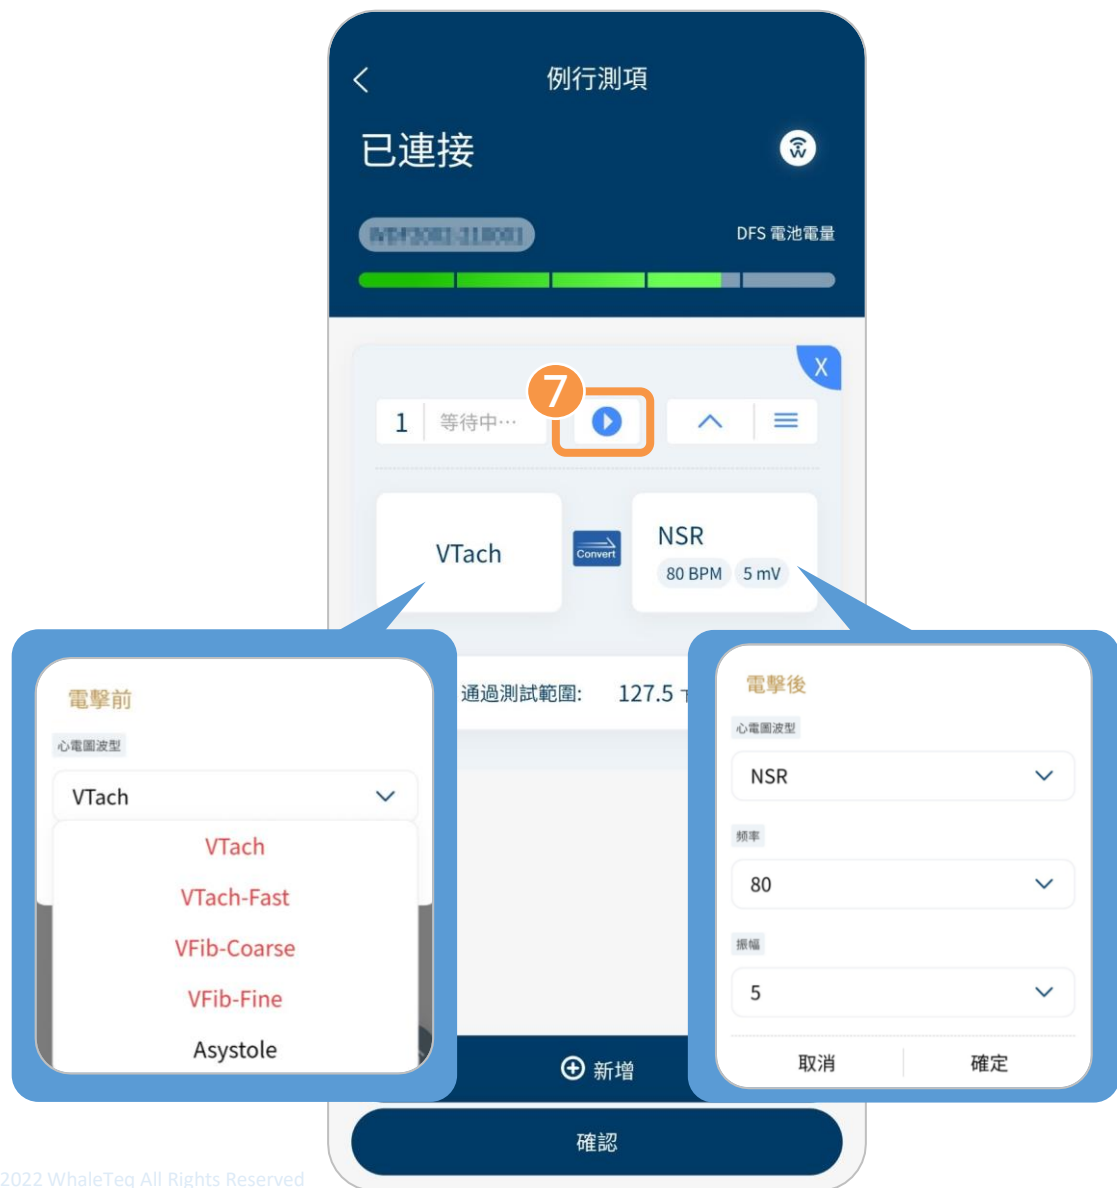 例行測項
已連接
DFS 電池電量
X
7
1 等待中…
VTach
Convert
NSR
80 BPM 5 mV
通過測試範圍: 127.5
電擊前
心電圖波型
VTach
VTach
VTach-Fast
VFib-Coarse
VFib-Fine
Asystole
電擊後
心電圖波型
NSR
頻率
80
振幅
5
取消 確定
新增
確認
2022 WhaleTeq All Rights Reserved